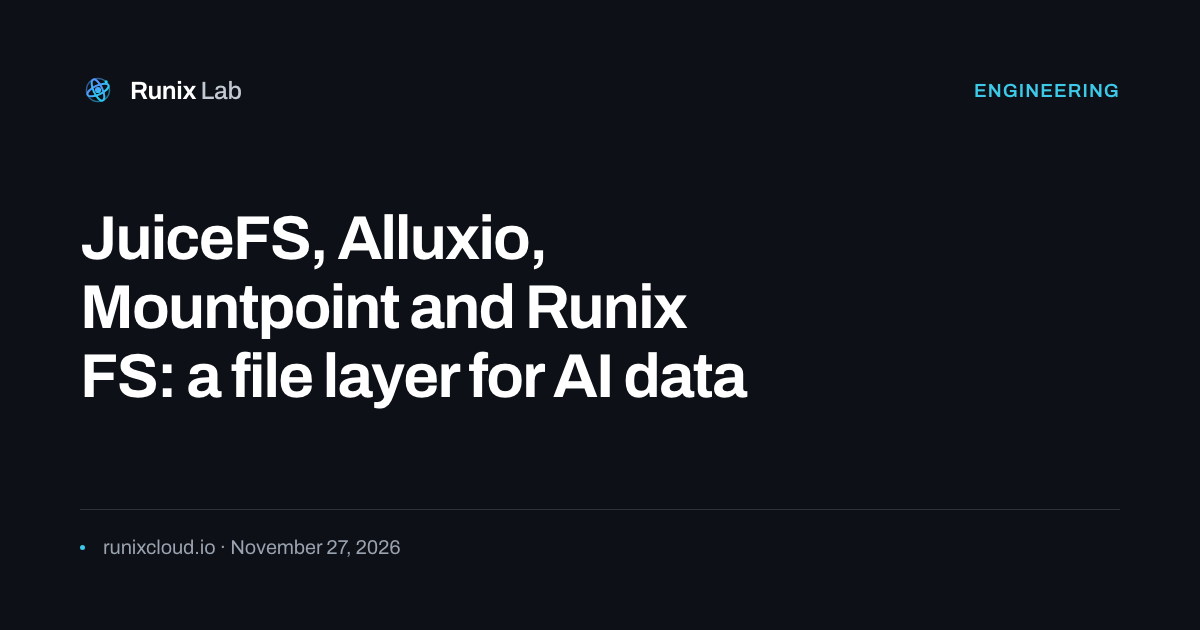 Runix Lab
ENGINEERING
JuiceFS, Alluxio,
Mountpoint and Runix
FS: a file layer for AI data
runixcloud.io · November 27, 2026